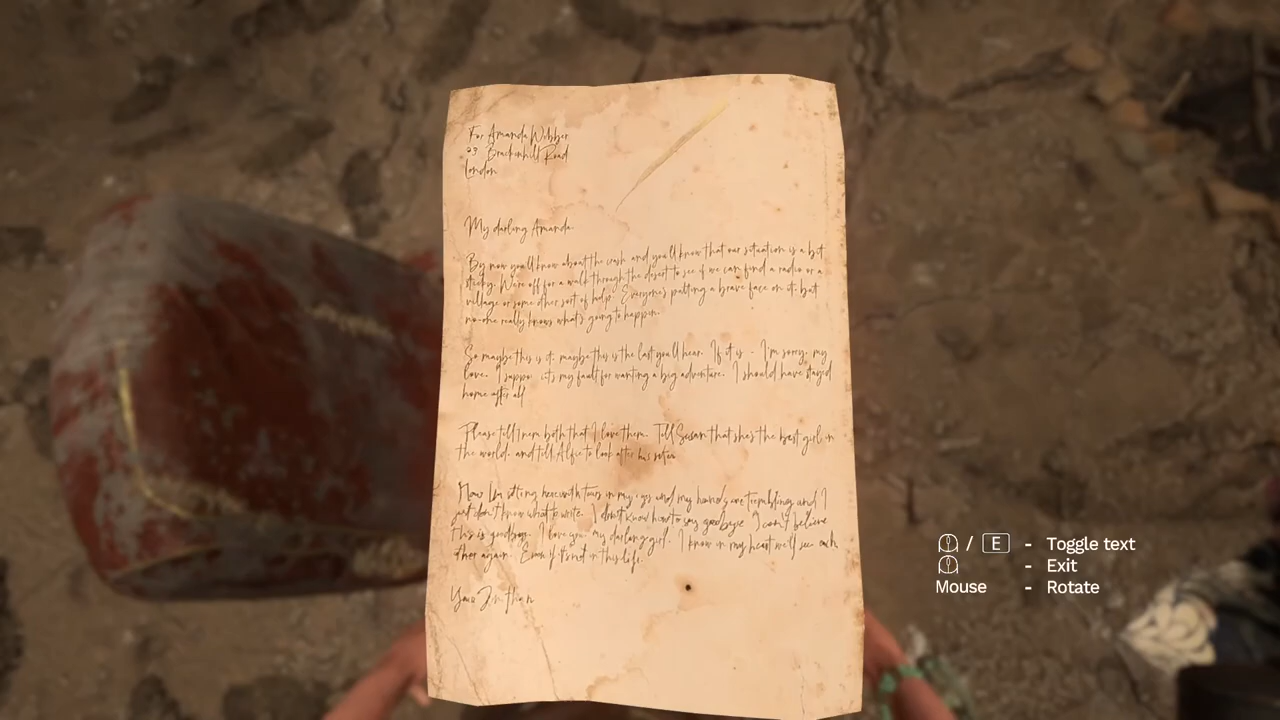 For Amanda Webber
23 Brackenhill Road
London
My darling Amanda.
By now you'll know about the crash and you'll know that our situation is a bit
sticky. We're off for a walk through the desert to see if we can find a radio or a
village or some other sort of help. Everyone's putting a brave face on it, but
no-one really knows what's going to happen.
So maybe this is it. maybe this is the last you'll hear. If it is - I'm sorry, my
love. I suppo it's my fault for wanting a big adventure. I should have stayed
home after all
Please tell them both that I love them. Tell Susan that she's the best girl in
the world. and tell Alfie to look after his sister
Now I'm sitting here with tears in my eyes and my hands are trembling and I
just don't know what to write. I don't know how to say goodbye I can't believe
this is goodbye. I love you my darling girl. I know in my heart we'll see each
other again. Even if it's not in this life.
Your Jonathan
/ E - Toggle text
- Exit
Mouse - Rotate